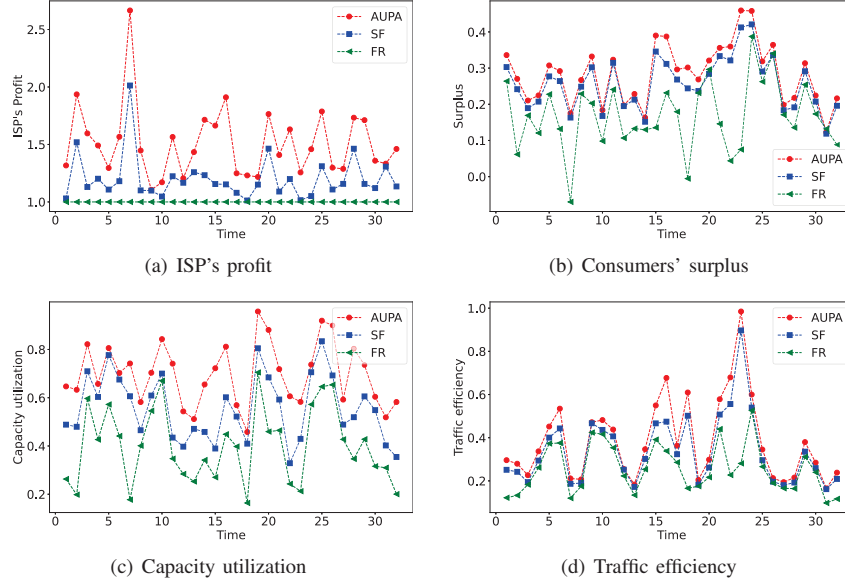 2.5
2.0
1.5
1.0
ISP's Profit
0 5 10 15 20 25 30
Time
AUPA
SF
FR
(a) ISP's profit
0.4
0.3
0.2
0.1
0.0
Surplus
0 5 10 15 20 25 30
Time
AUPA
SF
FR
(b) Consumers' surplus
0.8
0.6
0.4
0.2
Capacity utilization
0 5 10 15 20 25 30
Time
AUPA
SF
FR
(c) Capacity utilization
1.0
0.8
0.6
0.4
0.2
Traffic efficiency
0 5 10 15 20 25 30
Time
AUPA
SF
FR
(d) Traffic efficiency